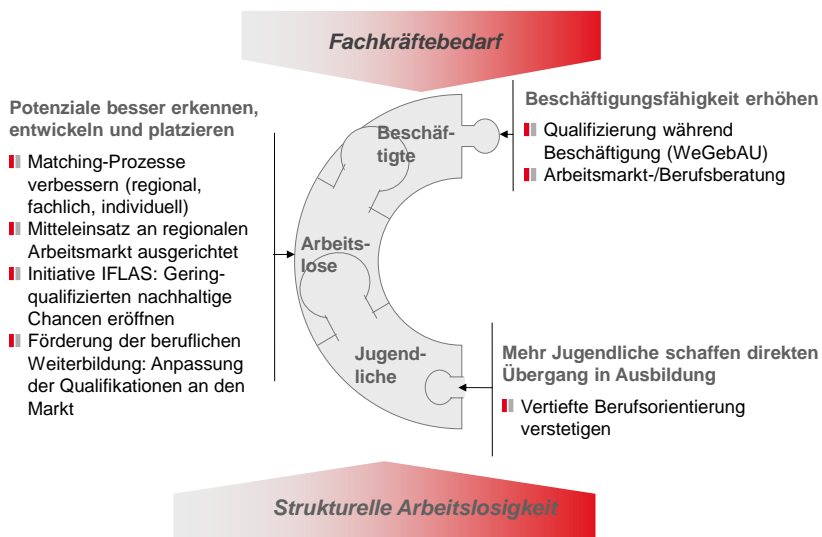 Fachkräftebedarf
Potenziale besser erkennen,
entwickeln und platzieren
Matching-Prozesse
verbessern (regional,
fachlich, individuell)
Mitteleinsatz an regionalen
Arbeitsmarkt ausgerichtet
Initiative IFLAS: Gering-
qualifizierten nachhaltige
Chancen eröffnen
Förderung der beruflichen
Weiterbildung: Anpassung
der Qualifikationen an den
Markt
Beschäf-
tigte
Arbeits-
lose
Jugend-
liche
Beschäftigungsfähigkeit erhöhen
Qualifizierung während
Beschäftigung (WeGebAU)
Arbeitsmarkt-/Berufsberatung
Mehr Jugendliche schaffen direkten
Übergang in Ausbildung
Vertiefte Berufsorientierung
verstetigen
Strukturelle Arbeitslosigkeit